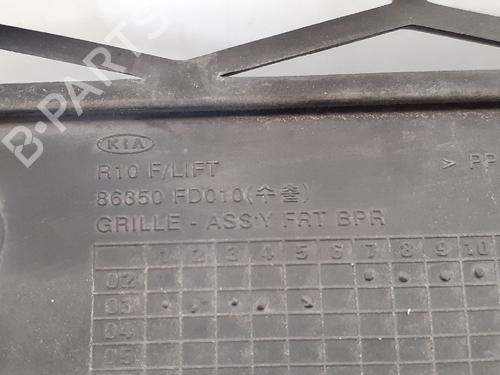 KIA
R10 F/LIFT
> PP
86350 FD010(수출)
GRILLE - ASS'Y FRT BPR
1 2 3 4 5 6 7 8 9 10
02
03
04
05
B-PARTS